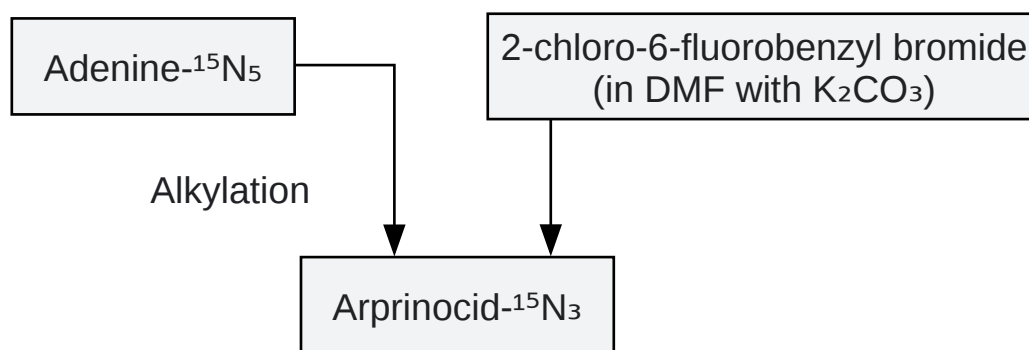 Adenine-¹⁵N₅
2-chloro-6-fluorobenzyl bromide
(in DMF with K₂CO₃)
Alkylation
Arprinocid-¹⁵N₃